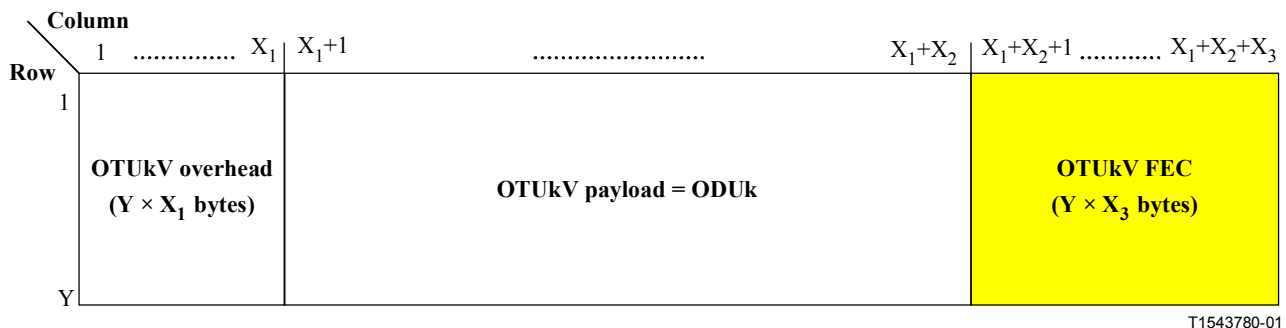 Column
1 ............... X1 X1+1 ......................... X1+X2 X1+X2+1 ............ X1+X2+X3
Row
1
OTUkV overhead
(Y × X1 bytes)
OTUkV payload = ODUk
OTUkV FEC
(Y × X3 bytes)
Y
T1543780-01